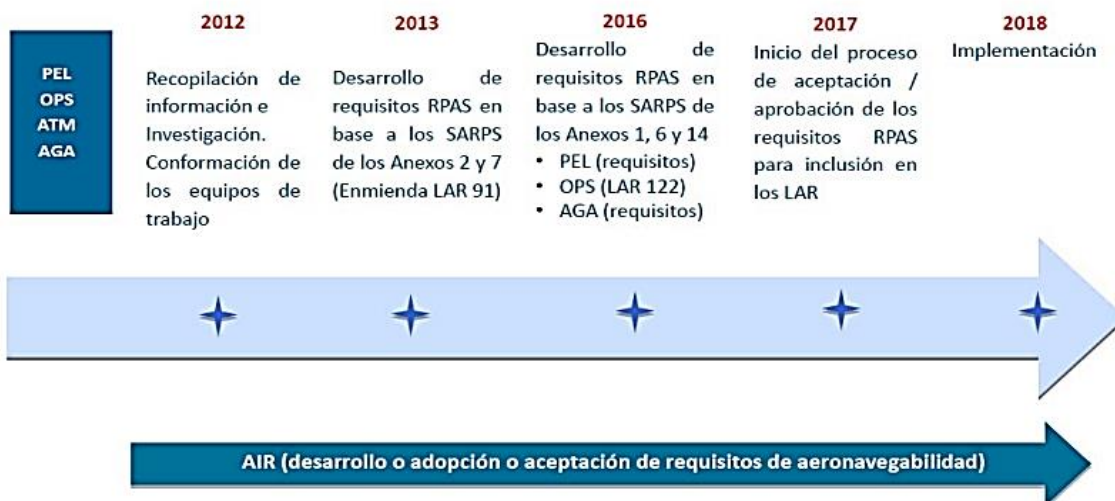 PEL
OPS
ATM
AGA
2012
Recopilación de
información e
Investigación.
Conformación de
los equipos de
trabajo
2013
Desarrollo de
requisitos RPAS en
base a los SARPS
de los Anexos 2 y 7
(Enmienda LAR 91)
2016
Desarrollo de
requisitos RPAS en
base a los SARPS de
los Anexos 1, 6 y 14
• PEL (requisitos)
• OPS (LAR 122)
• AGA (requisitos)
2017
Inicio del proceso
de aceptación /
aprobación de los
requisitos RPAS
para inclusión en
los LAR
2018
Implementación
AIR (desarrollo o adopción o aceptación de requisitos de aeronavegabilidad)